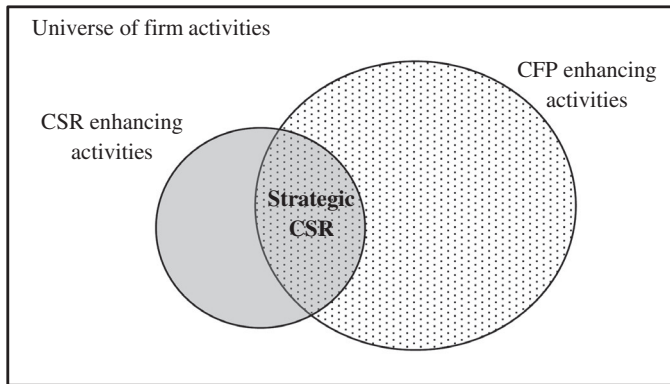 Universe of firm activities
CFP enhancing
activities
CSR enhancing
activities
Strategic
CSR